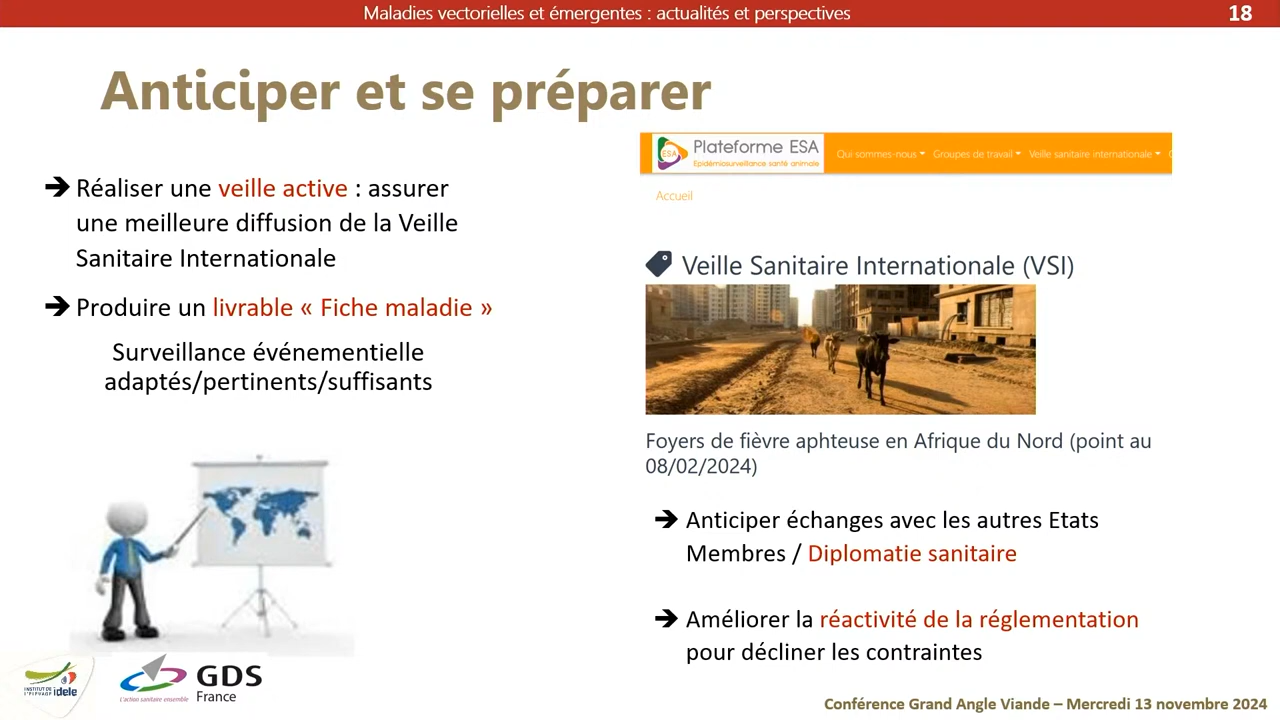 Maladies vectorielles et émergentes : actualités et perspectives
18
Anticiper et se préparer
➔ Réaliser une veille active : assurer
une meilleure diffusion de la Veille
Sanitaire Internationale
➔ Produire un livrable « Fiche maladie »
Surveillance événementielle
adaptés/pertinents/suffisants
ESA
Plateforme ESA
Epidémiosurveillance santé animale
Qui sommes-nous
Groupes de travail
Veille sanitaire internationale
Accueil
Veille Sanitaire Internationale (VSI)
Foyers de fièvre aphteuse en Afrique du Nord (point au
08/02/2024)
➔ Anticiper échanges avec les autres Etats
Membres / Diplomatie sanitaire
➔ Améliorer la réactivité de la réglementation
pour décliner les contraintes
INSTITUT DE
L'ELEVAGE idele
GDS
France
L'action sanitaire ensemble
Conférence Grand Angle Viande – Mercredi 13 novembre 2024